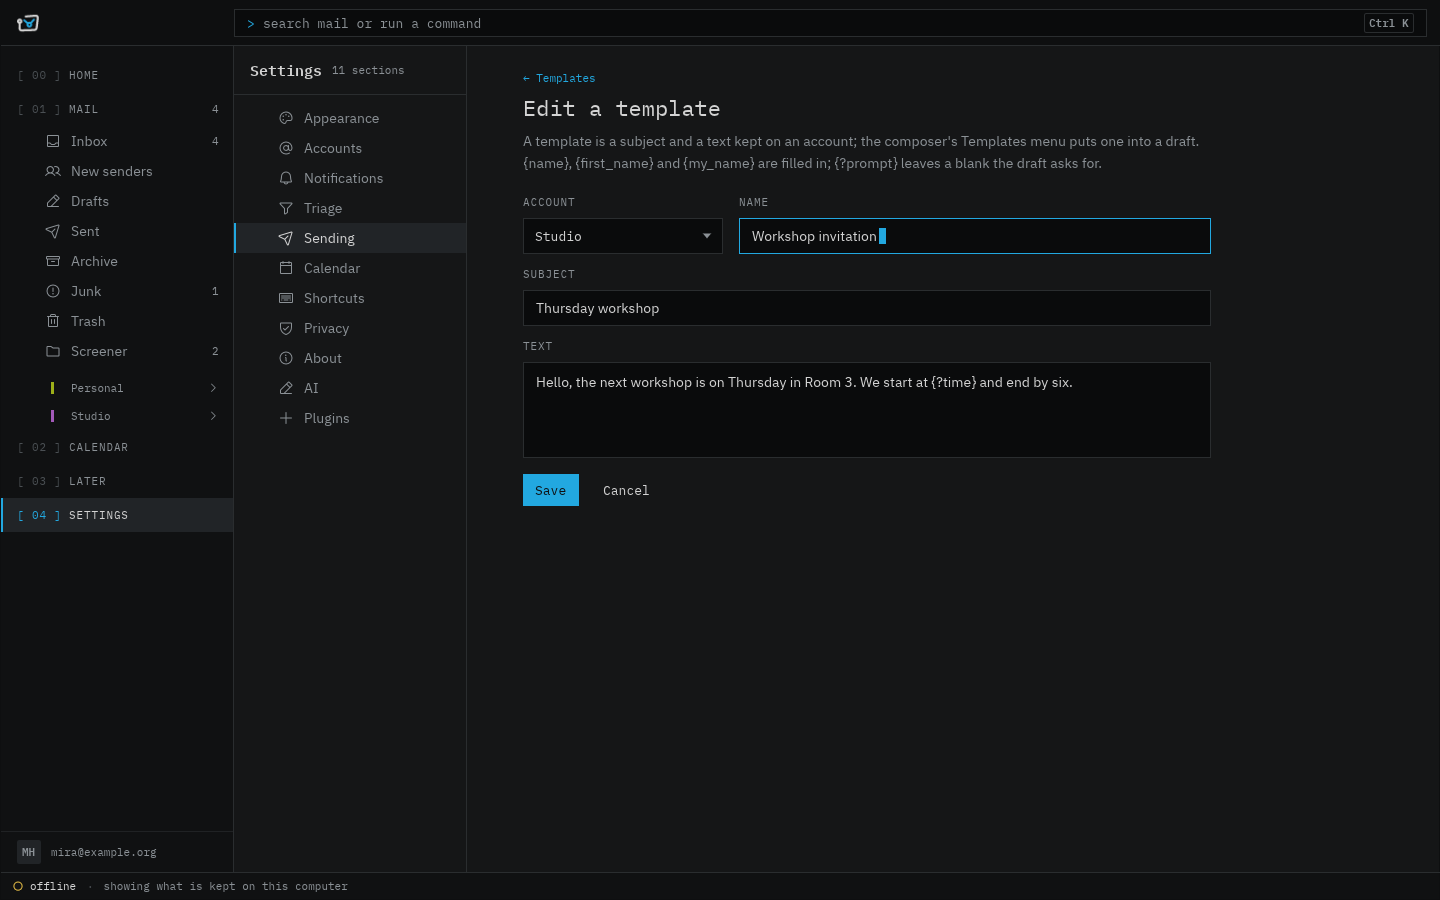 > search mail or run a command
Ctrl K
[ 00 ] HOME
[ 01 ] MAIL 4
Inbox 4
New senders
Drafts
Sent
Archive
Junk 1
Trash
Screener 2
Personal
Studio
[ 02 ] CALENDAR
[ 03 ] LATER
[ 04 ] SETTINGS
MH mira@example.org
Settings 11 sections
Appearance
Accounts
Notifications
Triage
Sending
Calendar
Shortcuts
Privacy
About
AI
Plugins
← Templates
Edit a template
A template is a subject and a text kept on an account; the composer's Templates menu puts one into a draft.
{name}, {first_name} and {my_name} are filled in; {?prompt} leaves a blank the draft asks for.
ACCOUNT NAME
Studio Workshop invitation
SUBJECT
Thursday workshop
TEXT
Hello, the next workshop is on Thursday in Room 3. We start at {?time} and end by six.
Save Cancel
offline · showing what is kept on this computer